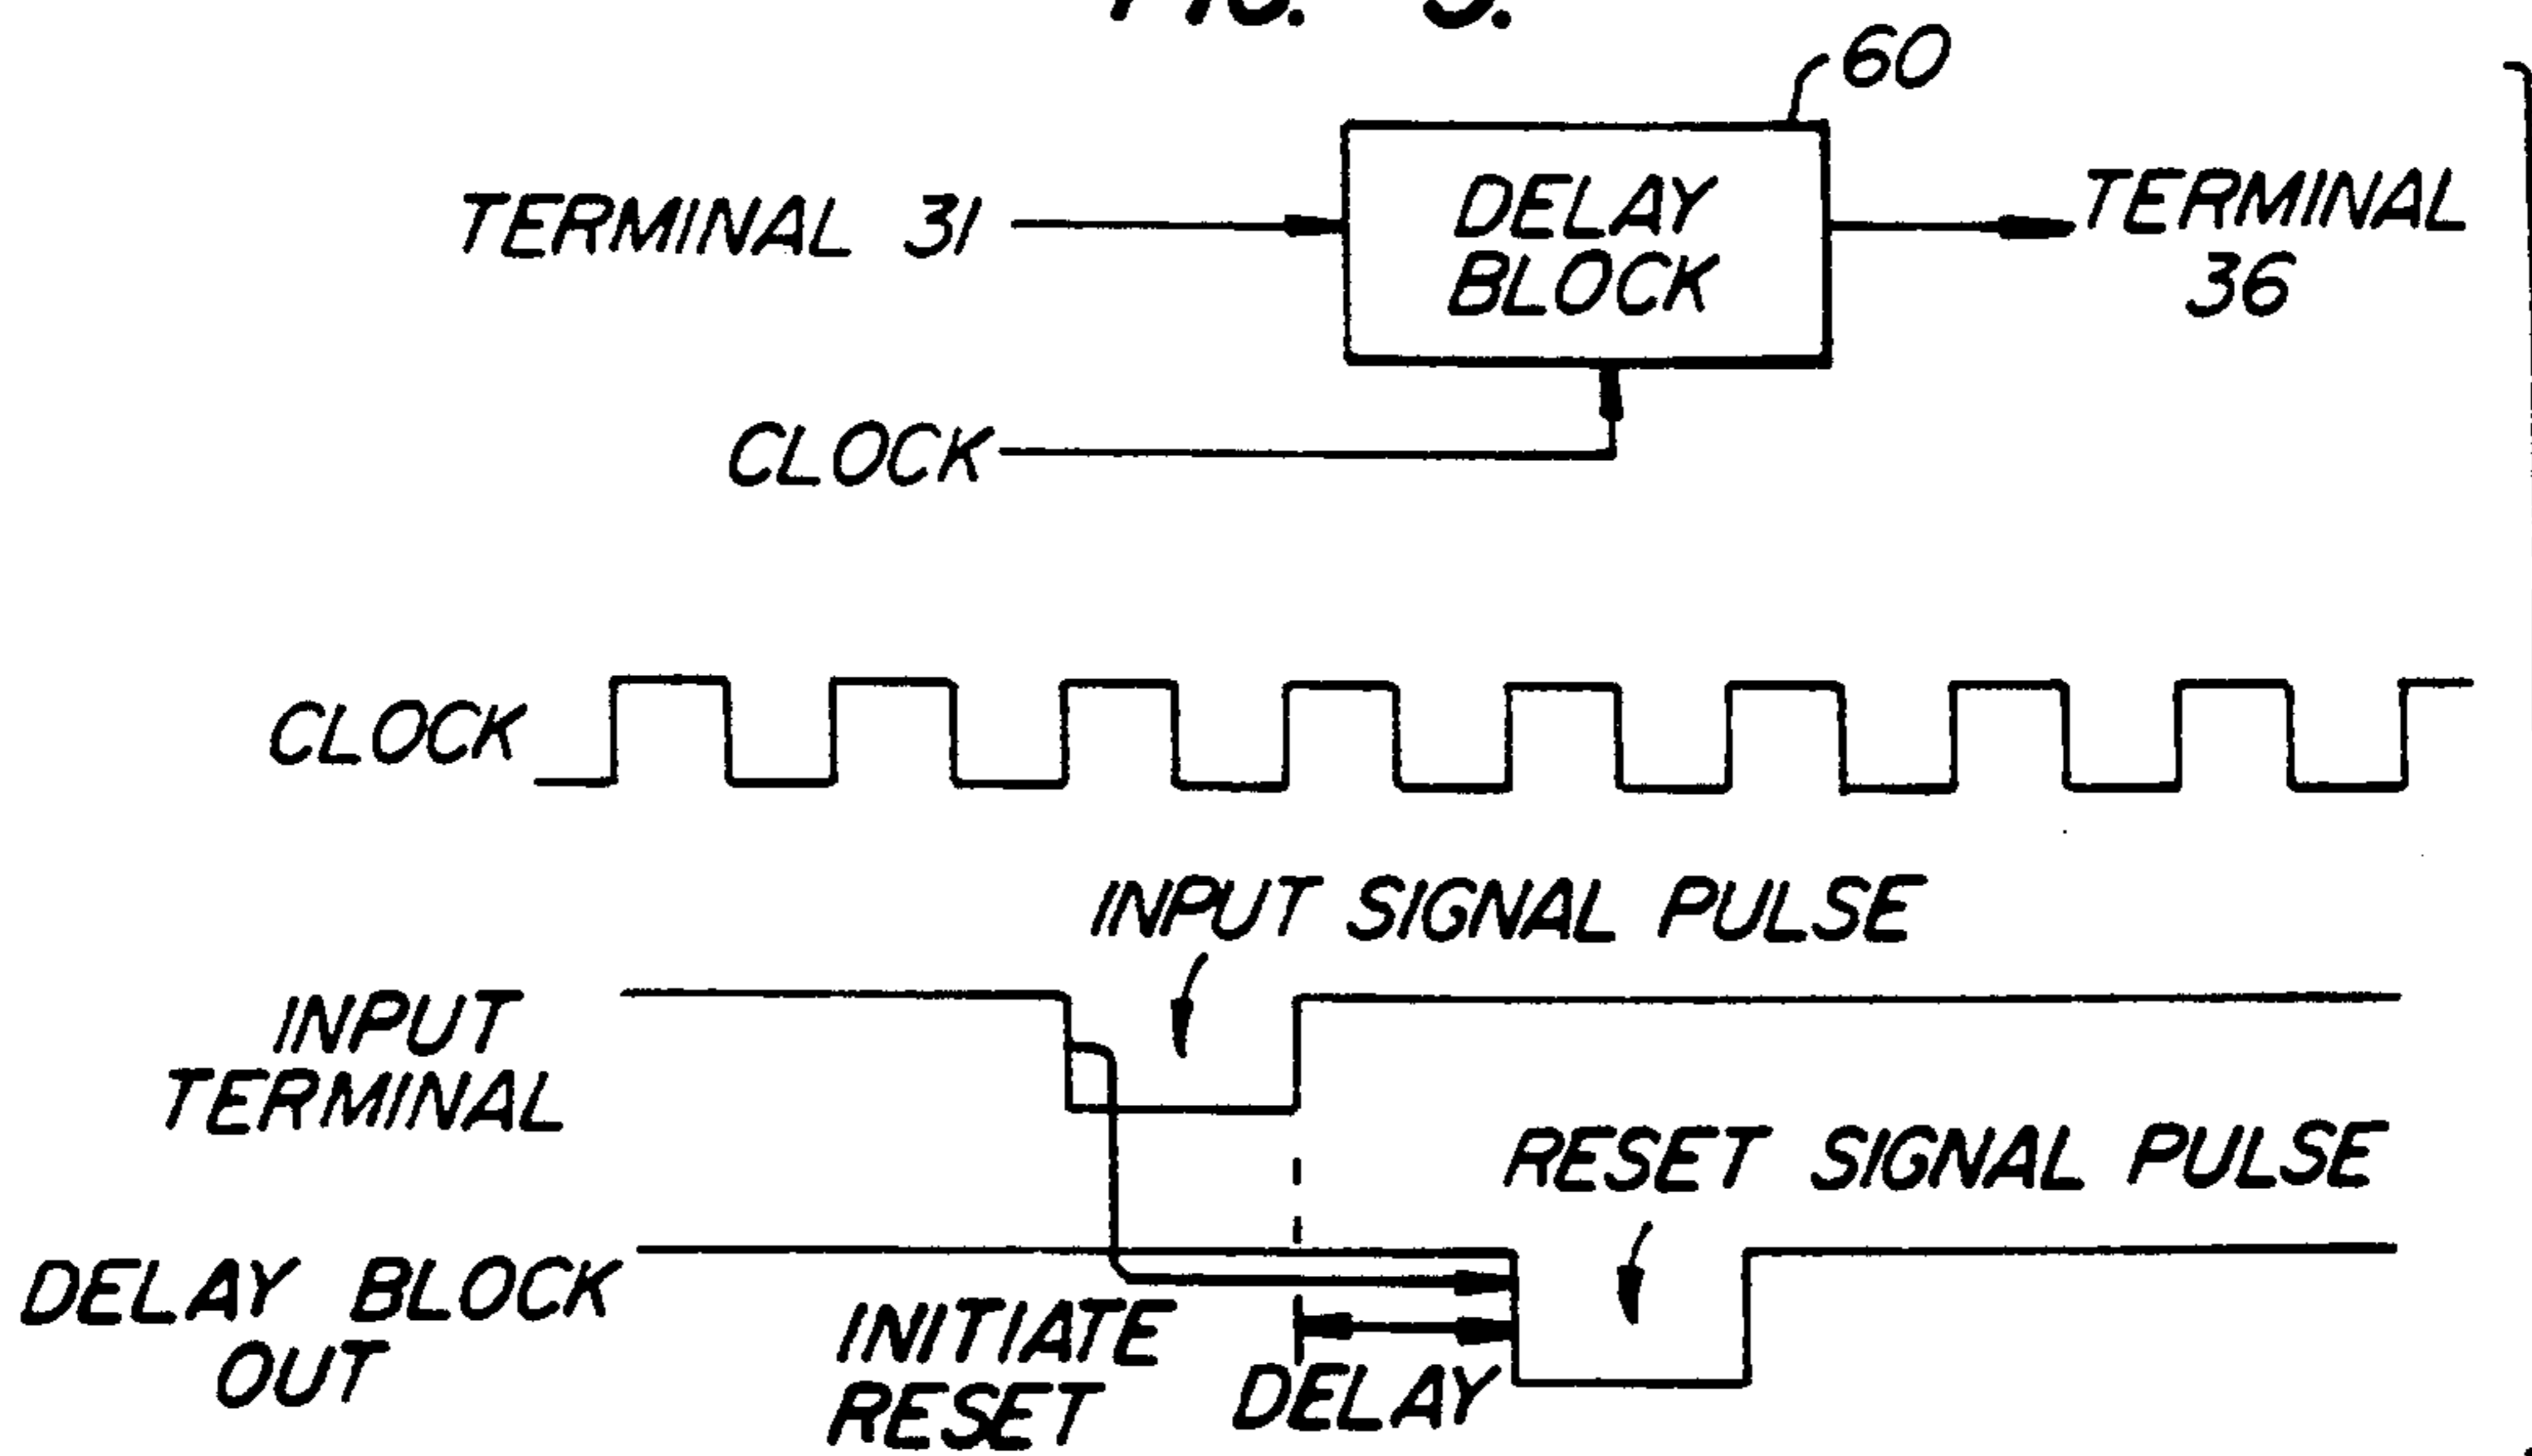 60
TERMINAL 31
DELAY
BLOCK
TERMINAL
36
CLOCK
CLOCK
INPUT SIGNAL PULSE
INPUT
TERMINAL
RESET SIGNAL PULSE
DELAY BLOCK
OUT
INITIATE
RESET
DELAY